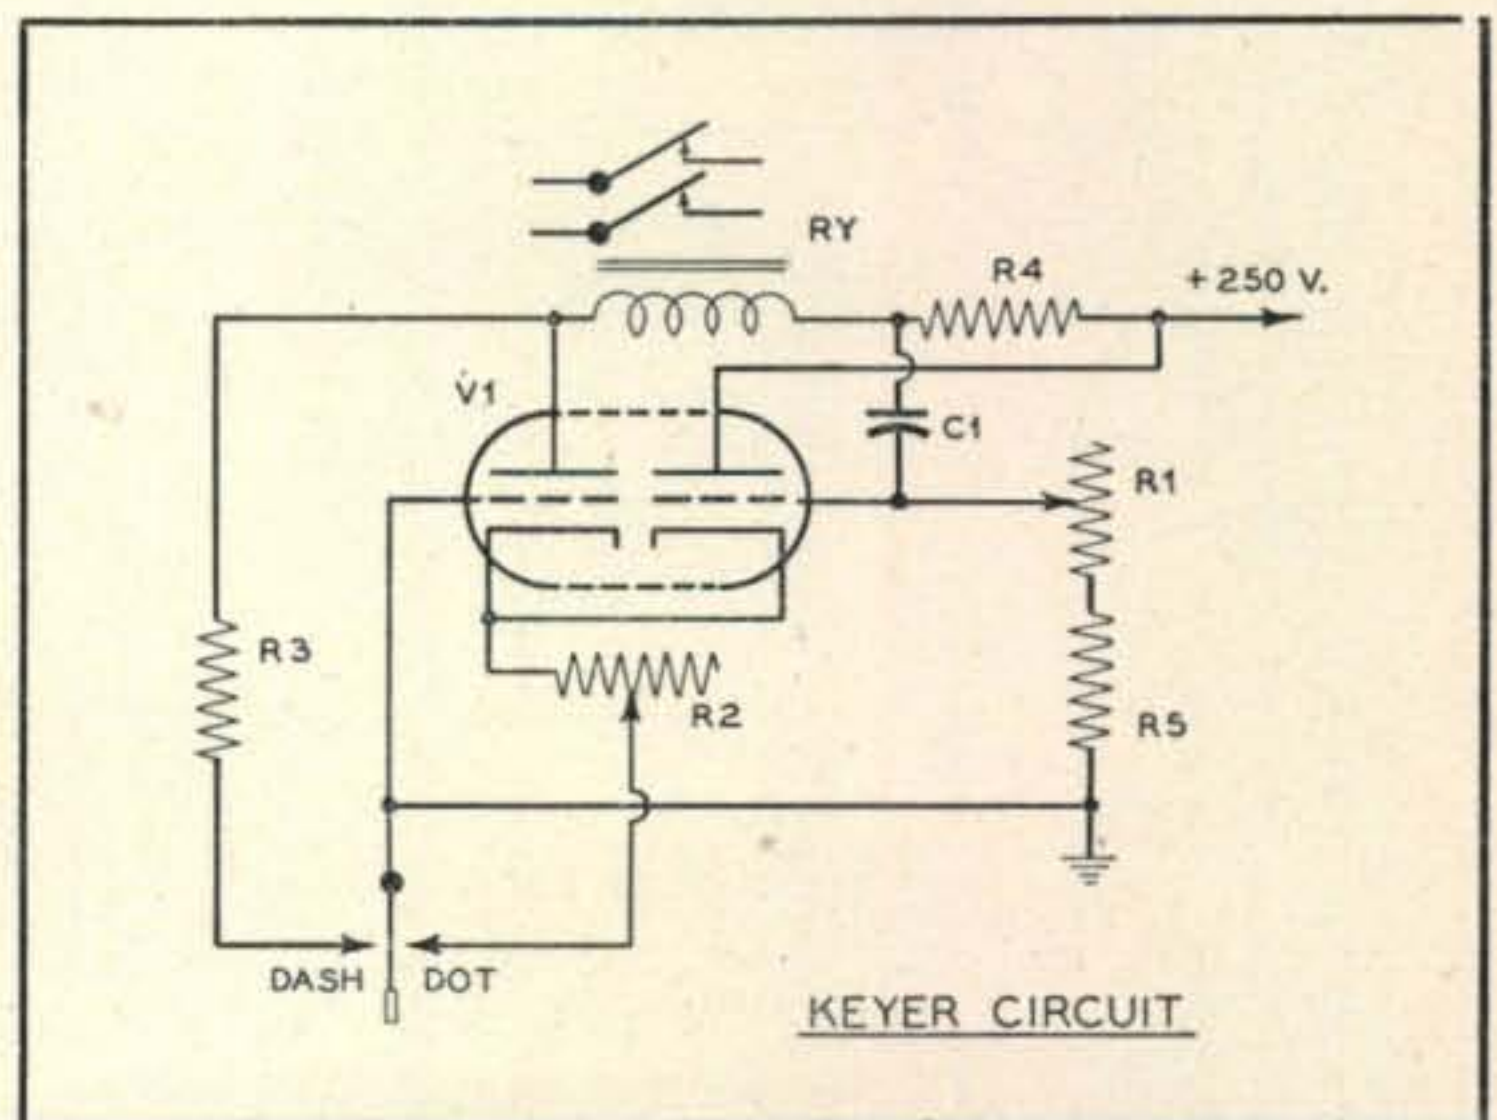 RY
R4
+250 V.
V1
C1
R1
R3
R2
R5
DASH DOT
KEYER CIRCUIT